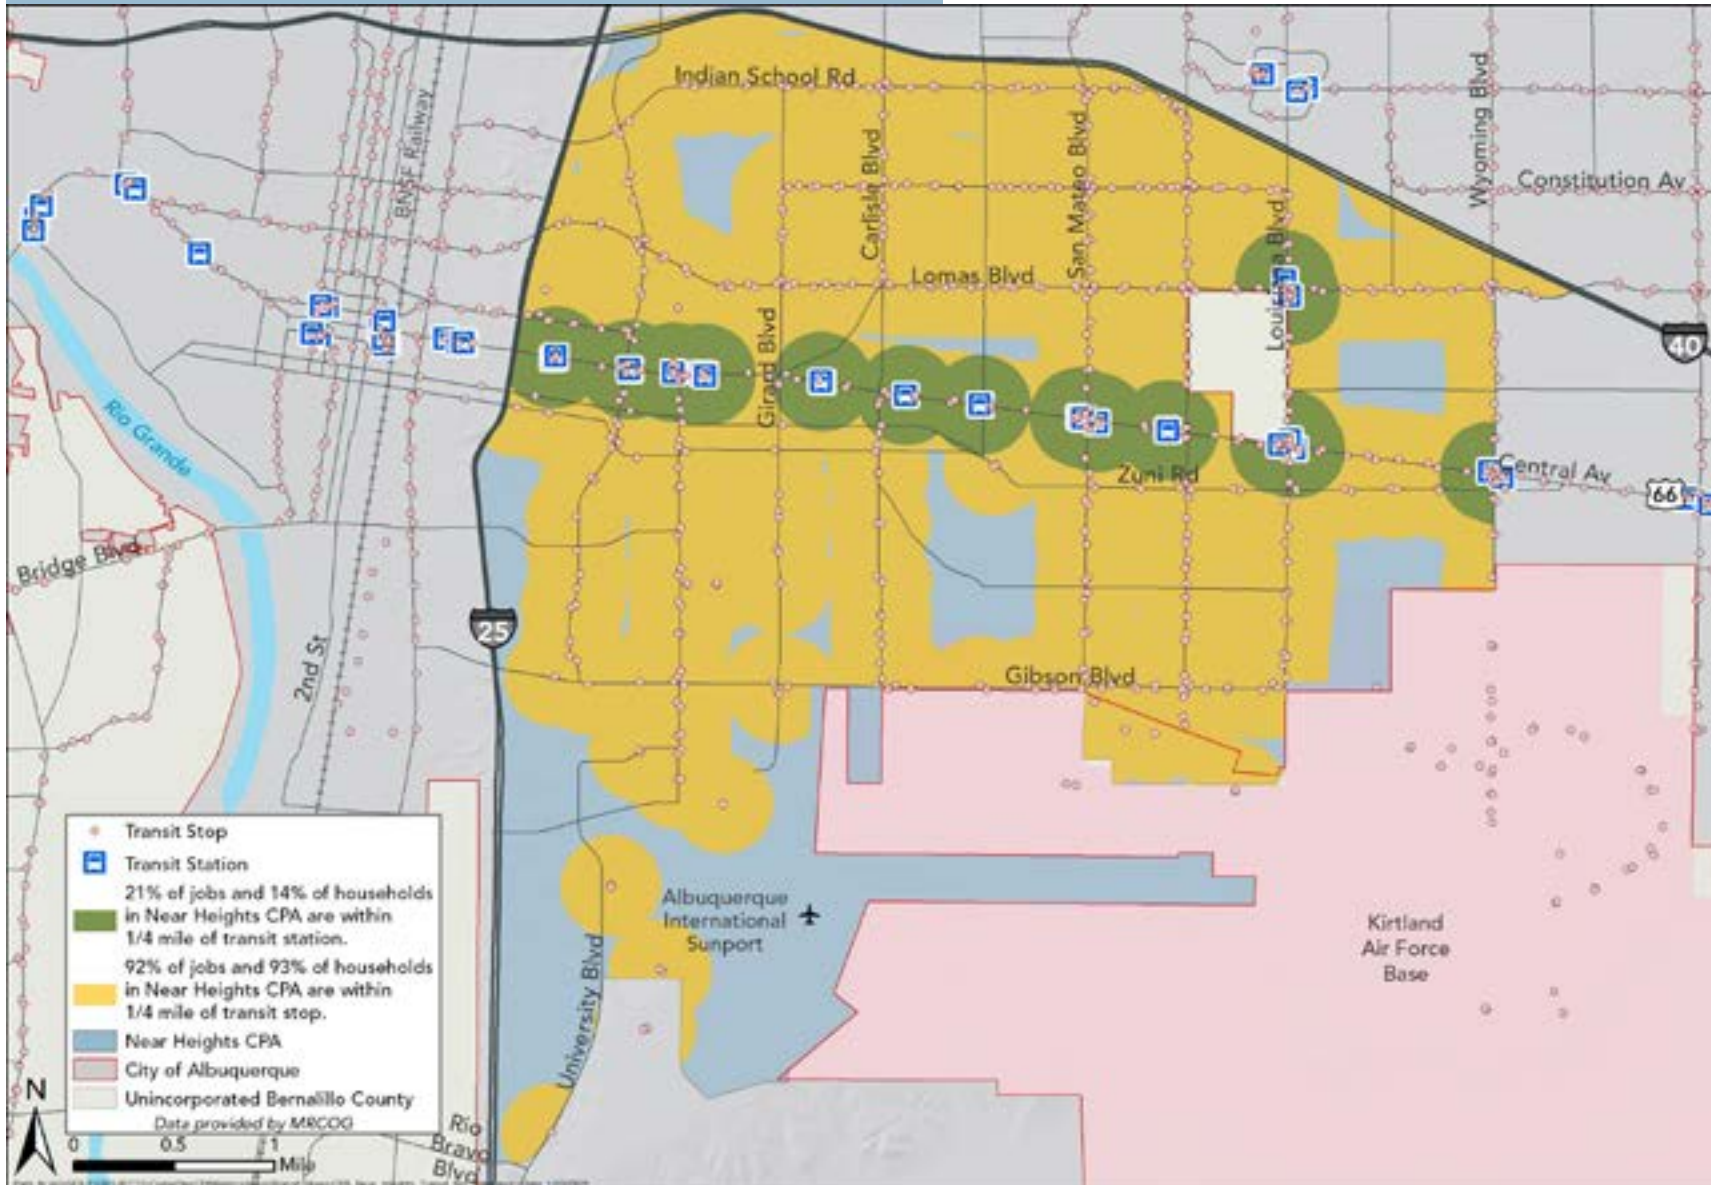 Indian School Rd
Wyoming Blvd
BNSF Railway
Carlisle Blvd
San Mateo Blvd
Constitution Av
Lomas Blvd
Blvd
Girard Blvd
40
Rio Grande
Zuni Rd
Central Av
66
Bridge Blvd
25
2nd St
Gibson Blvd
Transit Stop
Transit Station
21% of jobs and 14% of households
in Near Heights CPA are within
1/4 mile of transit station.
92% of jobs and 93% of households
in Near Heights CPA are within
1/4 mile of transit stop.
Near Heights CPA
City of Albuquerque
Unincorporated Bernalillo County
Data provided by MRCOG
Albuquerque
International
Sunport
Kirtland
Air Force
Base
University Blvd
N
0 0.5 1
Mile
Rio
Bravo
Blvd